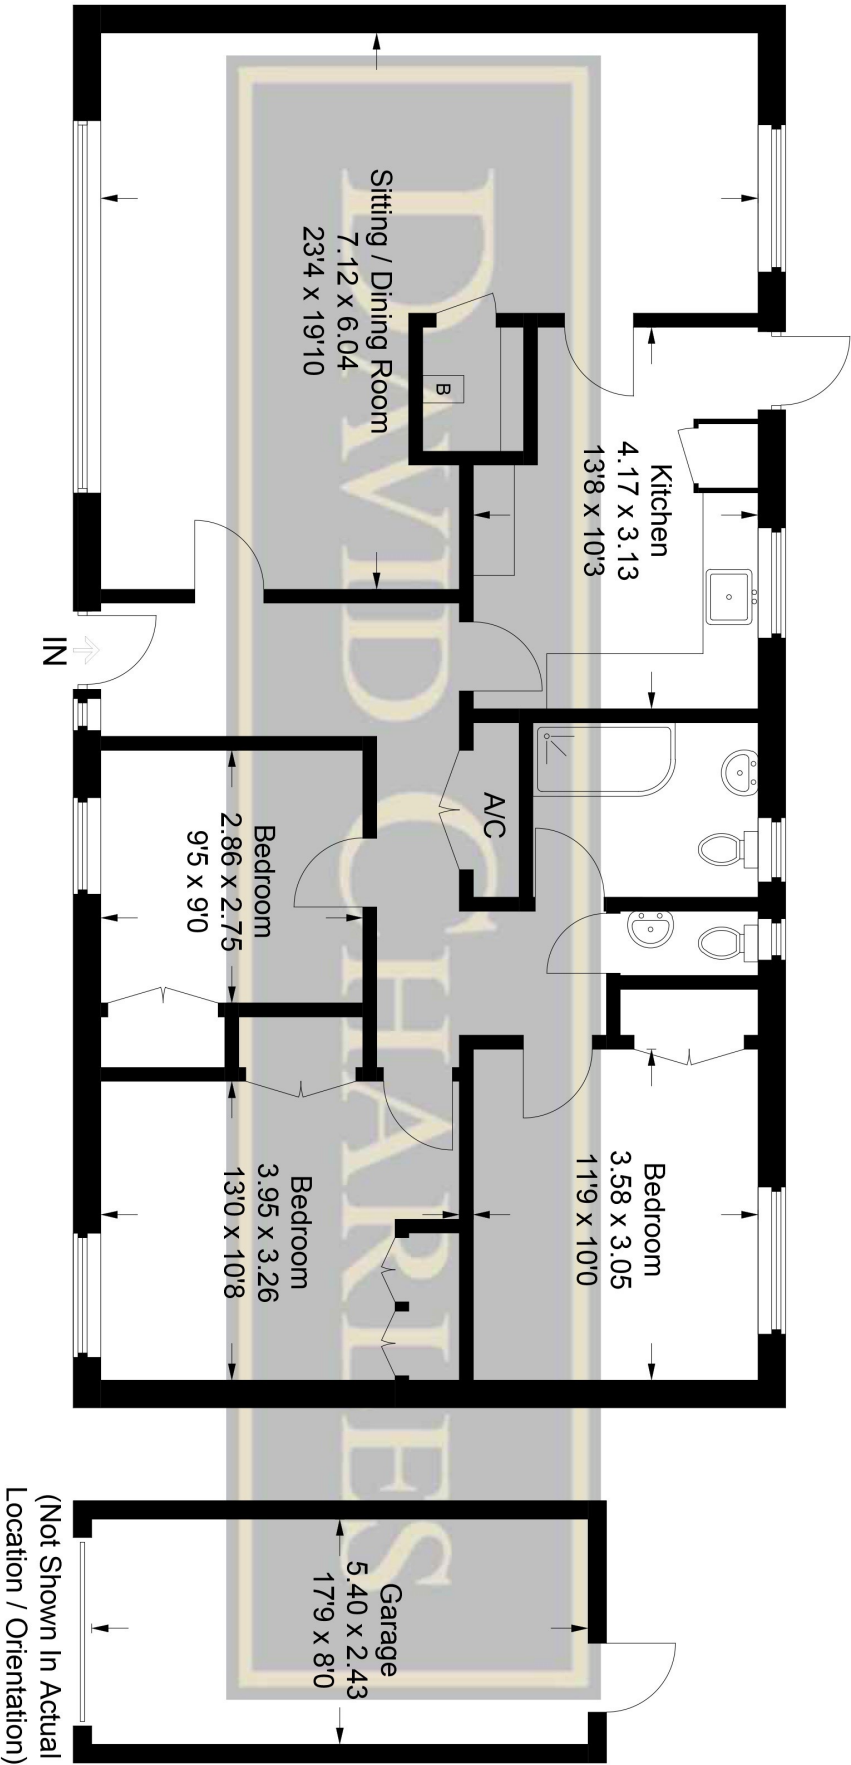 Sitting / Dining Room
7.12 x 6.04
23'4 x 19'10
B
Kitchen
4.17 x 3.13
13'8 x 10'3
IN
A/C
Bedroom
2.86 x 2.75
9'5 x 9'0
Bedroom
3.58 x 3.05
11'9 x 10'0
Bedroom
3.95 x 3.26
13'0 x 10'8
Garage
5.40 x 2.43
17'9 x 8'0
(Not Shown In Actual
Location / Orientation)
DAVID CHARLES